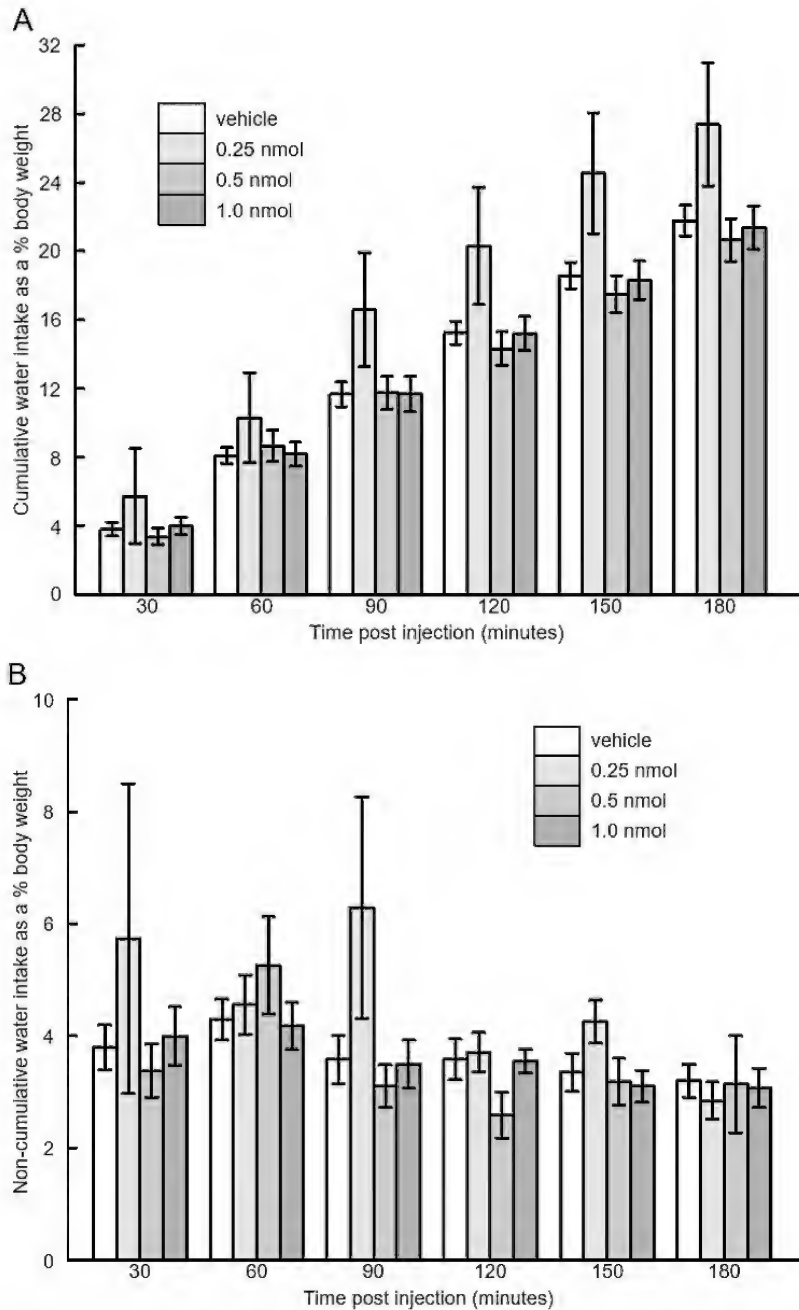 A
Cumulative water intake as a % body weight
32
28
24
20
16
12
8
4
0
vehicle
0.25 nmol
0.5 nmol
1.0 nmol
30 60 90 120 150 180
Time post injection (minutes)
B
Non-cumulative water intake as a % body weight
10
8
6
4
2
0
vehicle
0.25 nmol
0.5 nmol
1.0 nmol
30 60 90 120 150 180
Time post injection (minutes)